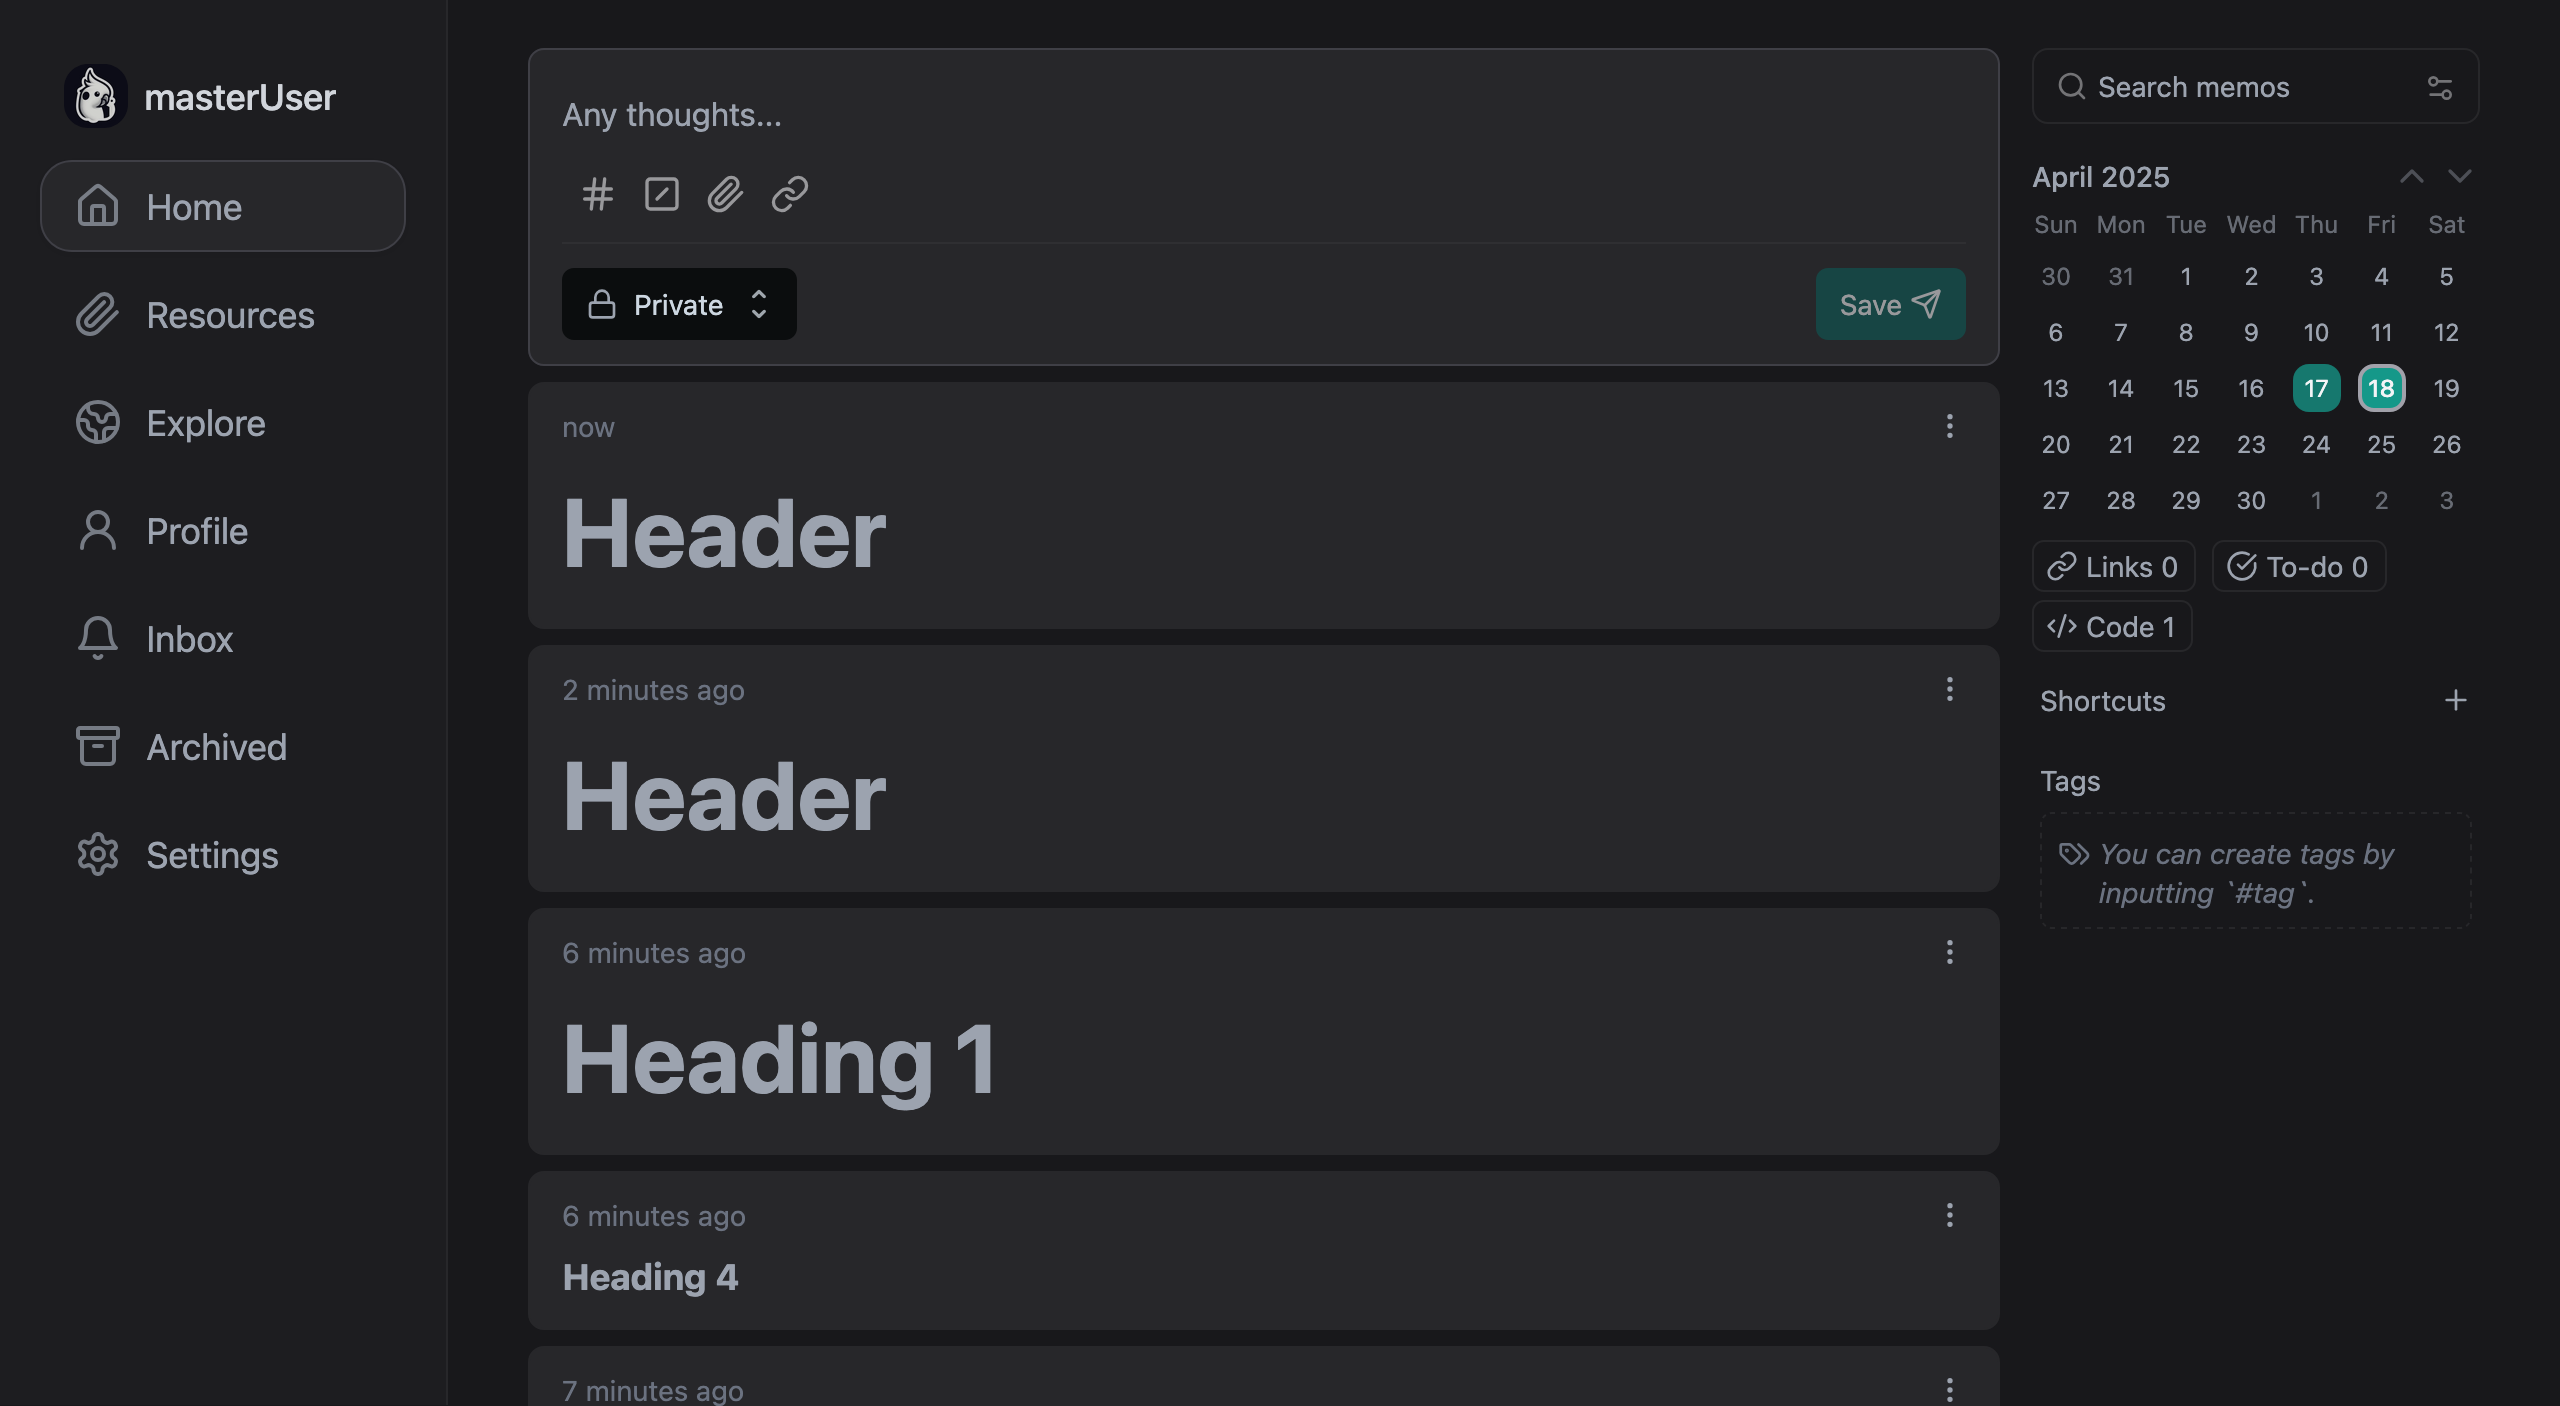 masterUser
Home
Resources
Explore
Profile
Inbox
Archived
Settings
Any thoughts...
Private
Save
now
Header
2 minutes ago
Header
6 minutes ago
Heading 1
6 minutes ago
Heading 4
7 minutes ago
Search memos
April 2025
Sun Mon Tue Wed Thu Fri Sat
30 31 1 2 3 4 5
6 7 8 9 10 11 12
13 14 15 16 17 18 19
20 21 22 23 24 25 26
27 28 29 30 1 2 3
Links 0 To-do 0
Code 1
Shortcuts
Tags
You can create tags by
inputting `#tag`.